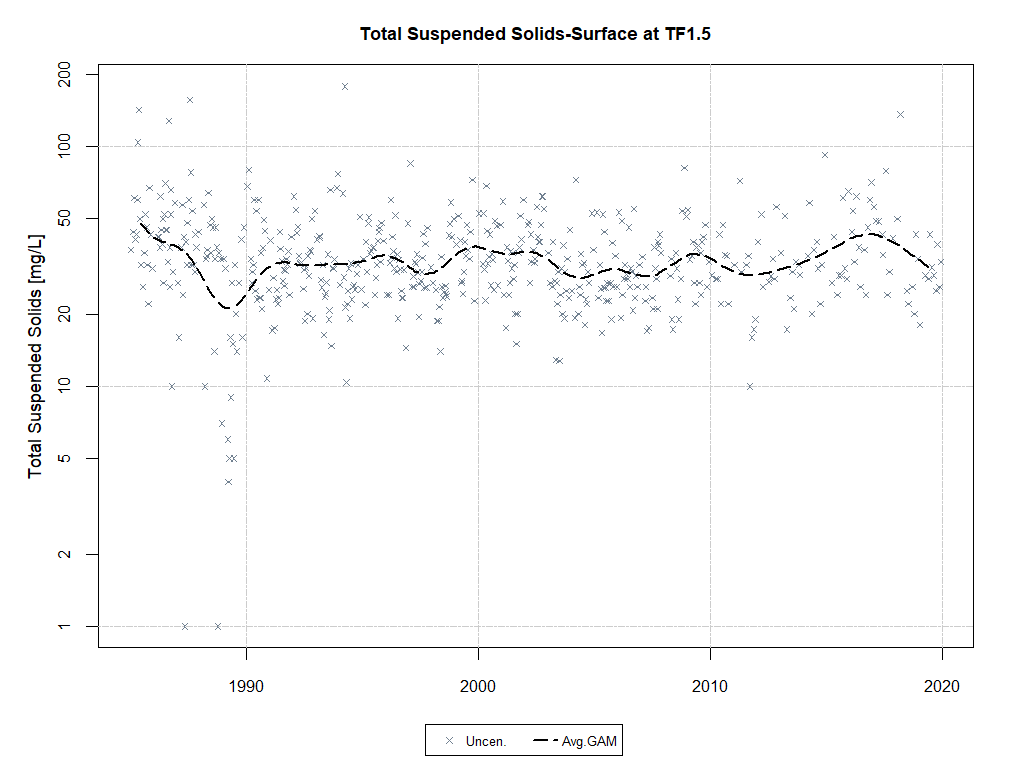 Total Suspended Solids-Surface at TF1.5
Total Suspended Solids [mg/L]
200
100
50
20
10
5
2
1
1990 2000 2010 2020
Uncen. Avg.GAM